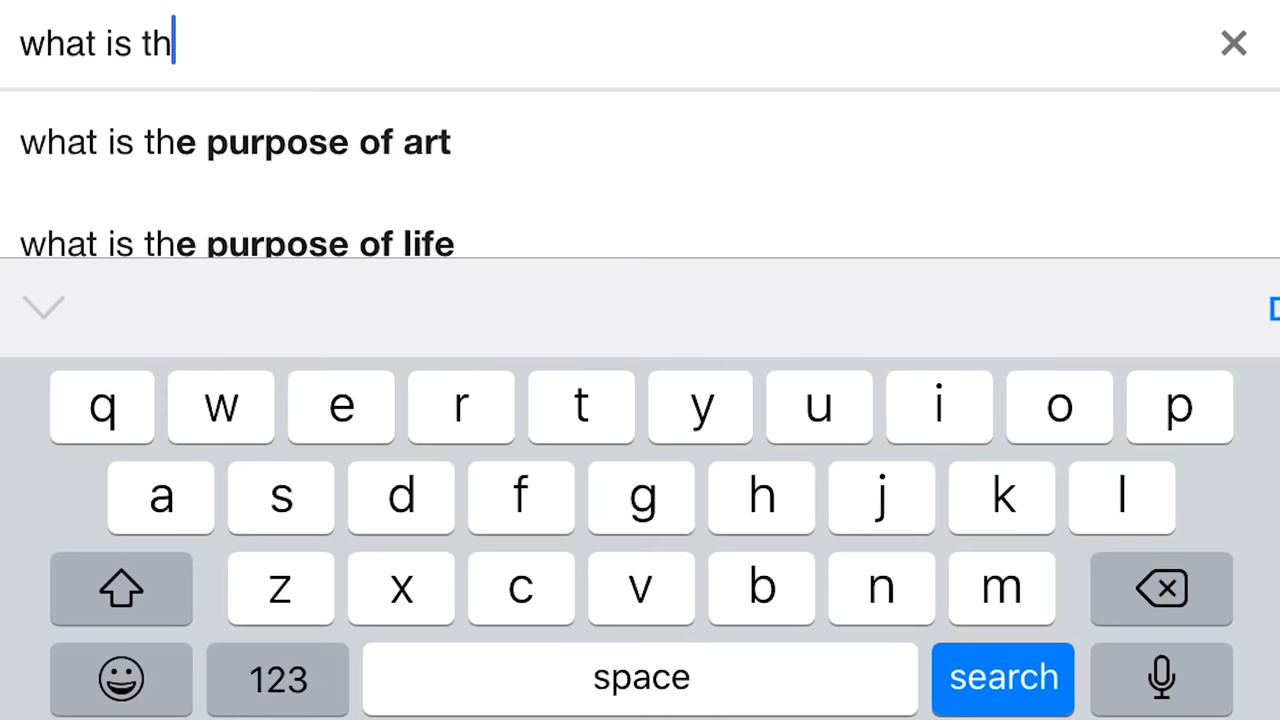 what is th
what is the purpose of art
what is the purpose of life
q w e r t y u i o p
a s d f g h j k l
z x c v b n m
123 space search